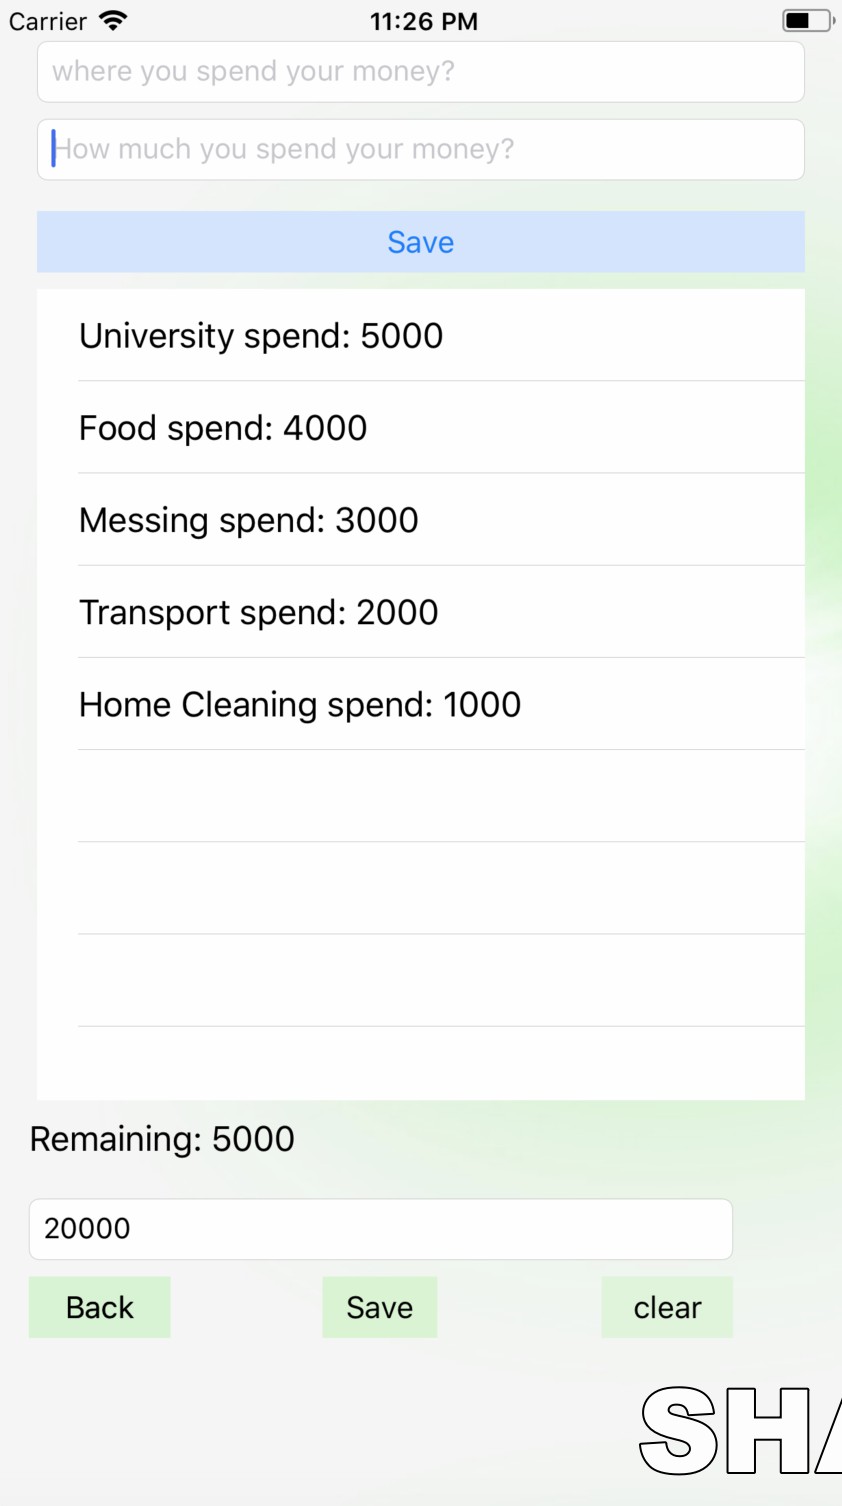 Carrier 11:26 PM
where you spend your money?
How much you spend your money?
Save
University spend: 5000
Food spend: 4000
Messing spend: 3000
Transport spend: 2000
Home Cleaning spend: 1000
Remaining: 5000
20000
Back Save clear
SHA